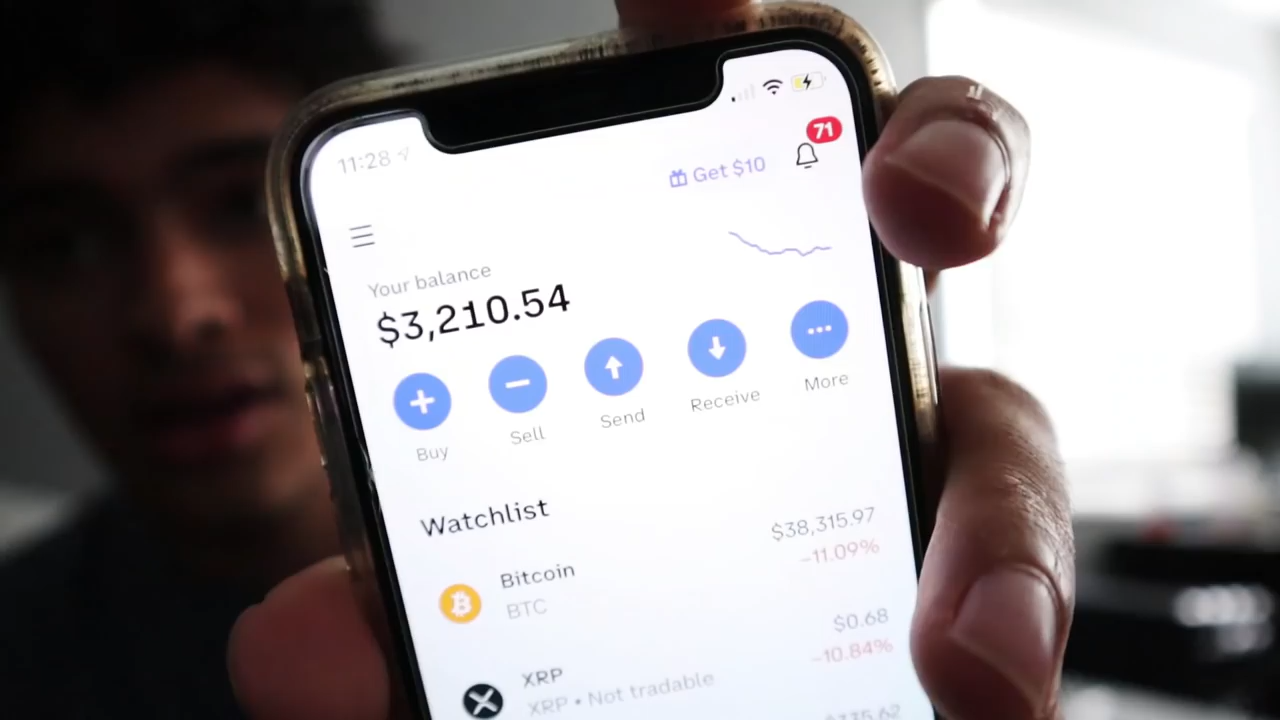 11:28
71
Get $10
Your balance
$3,210.54
Buy
Sell
Send
Receive
More
Watchlist
Bitcoin
$38,315.97
BTC
-11.09%
XRP
$0.68
XRP • Not tradable
-10.84%